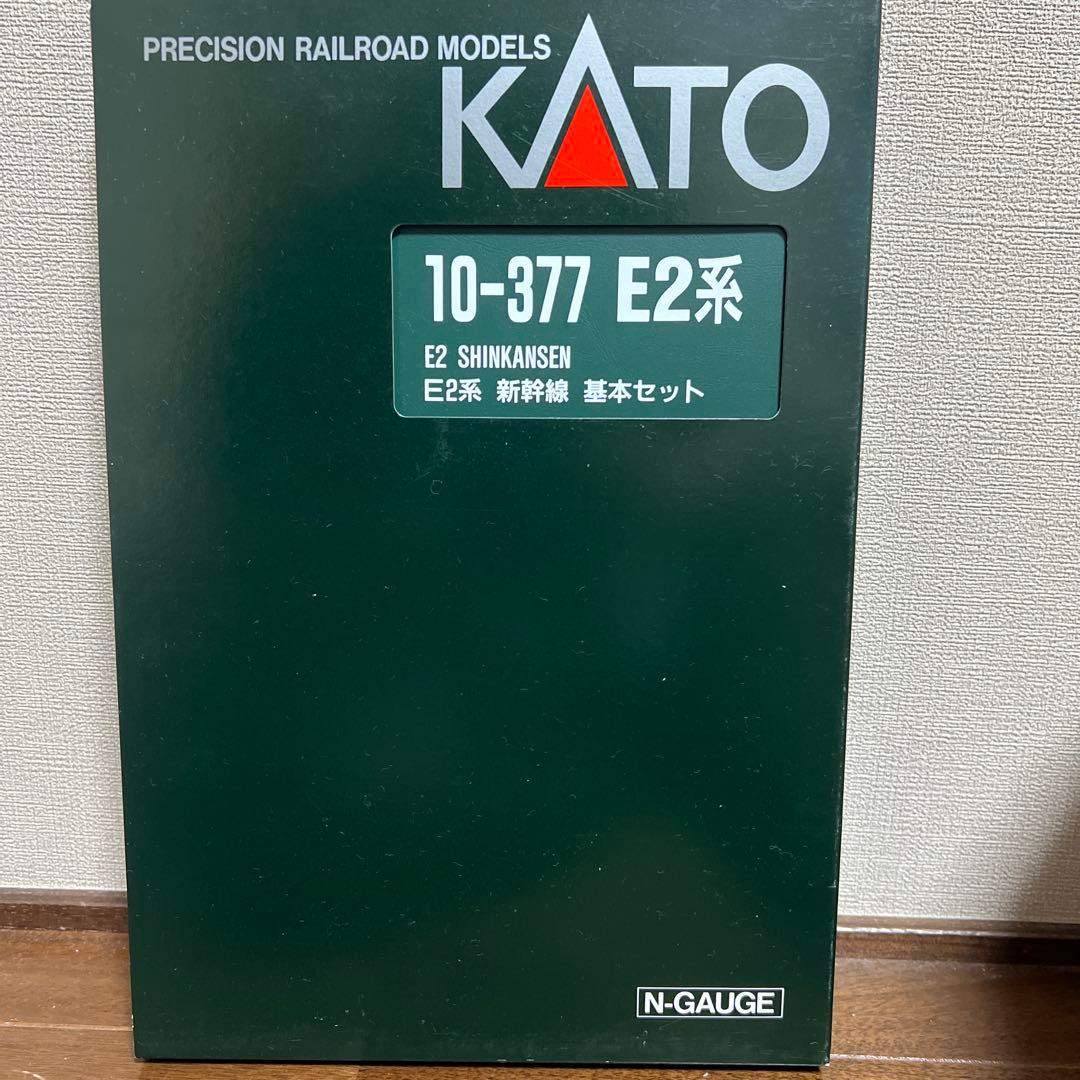 PRECISION RAILROAD MODELS
KATO
10-377 E2系
E2 SHINKANSEN
E2系 新幹線 基本セット
N-GAUGE